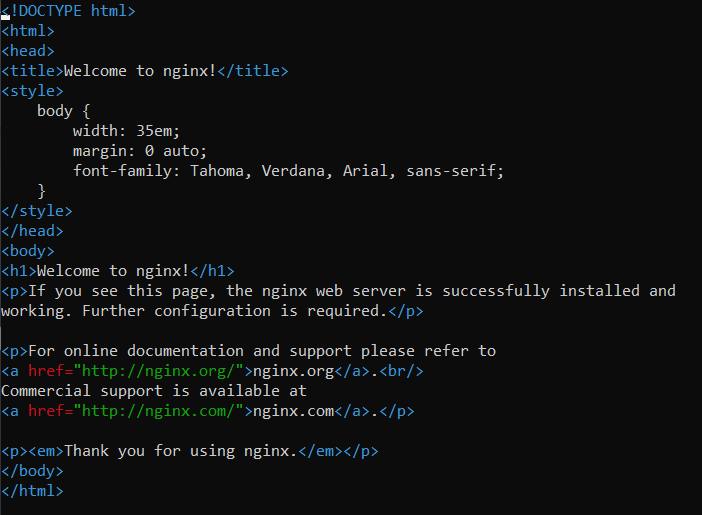 <!DOCTYPE html>
<html>
<head>
<title>Welcome to nginx!</title>
<style>
    body {
        width: 35em;
        margin: 0 auto;
        font-family: Tahoma, Verdana, Arial, sans-serif;
    }
</style>
</head>
<body>
<h1>Welcome to nginx!</h1>
<p>If you see this page, the nginx web server is successfully installed and
working. Further configuration is required.</p>

<p>For online documentation and support please refer to
<a href="http://nginx.org/">nginx.org</a>.<br/>
Commercial support is available at
<a href="http://nginx.com/">nginx.com</a>.</p>

<p><em>Thank you for using nginx.</em></p>
</body>
</html>